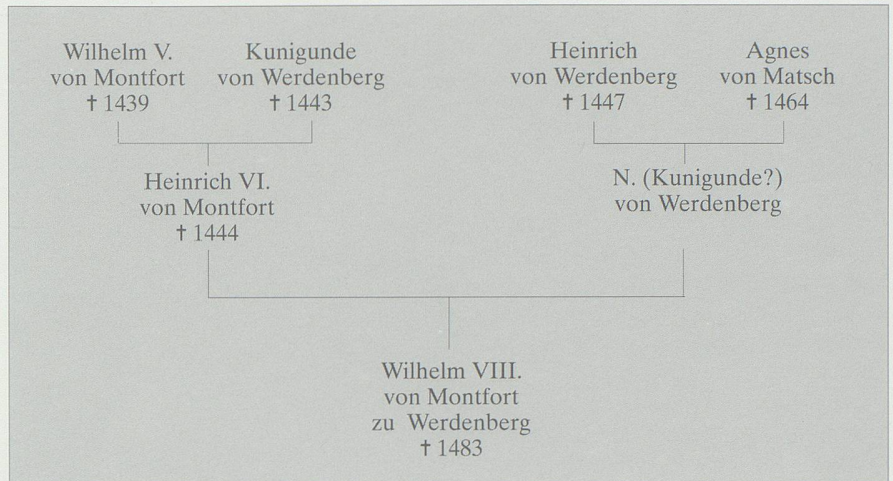 Wilhelm V.
von Montfort
† 1439
Kunigunde
von Werdenberg
† 1443
Heinrich
von Werdenberg
† 1447
Agnes
von Matsch
† 1464
Heinrich VI.
von Montfort
† 1444
N. (Kunigunde?)
von Werdenberg
Wilhelm VIII.
von Montfort
zu Werdenberg
† 1483